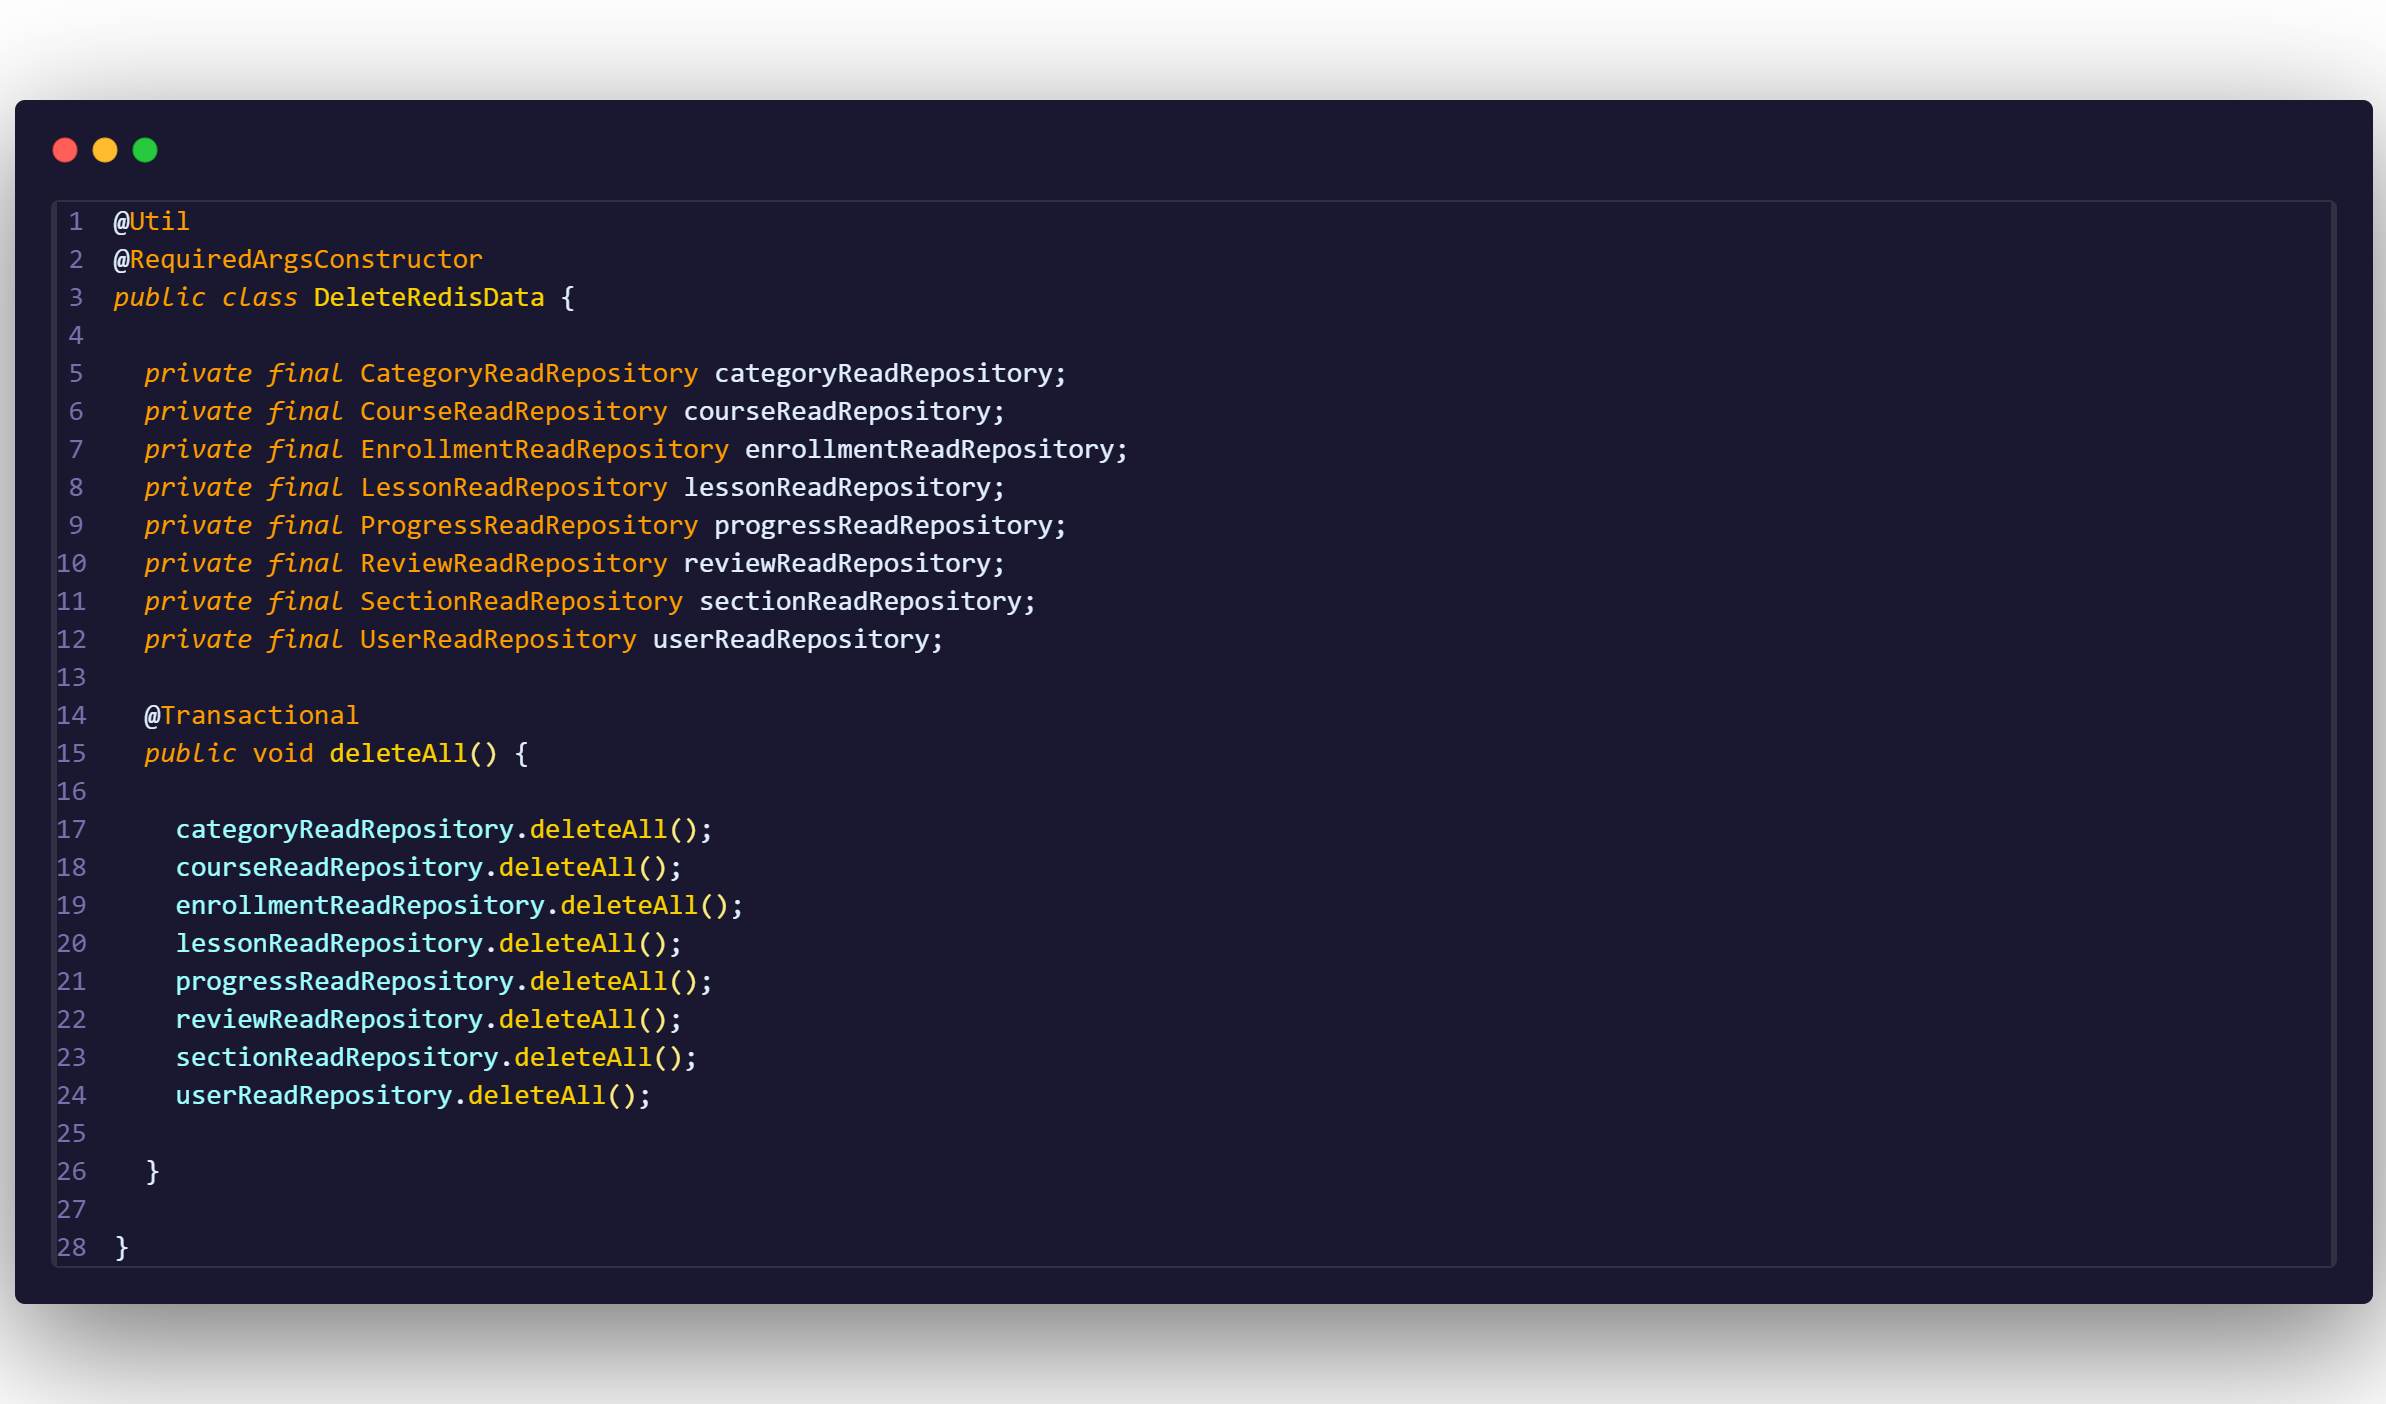 1 @Util
2 @RequiredArgsConstructor
3 public class DeleteRedisData {
4
5 private final CategoryReadRepository categoryReadRepository;
6 private final CourseReadRepository courseReadRepository;
7 private final EnrollmentReadRepository enrollmentReadRepository;
8 private final LessonReadRepository lessonReadRepository;
9 private final ProgressReadRepository progressReadRepository;
10 private final ReviewReadRepository reviewReadRepository;
11 private final SectionReadRepository sectionReadRepository;
12 private final UserReadRepository userReadRepository;
13
14 @Transactional
15 public void deleteAll() {
16
17 categoryReadRepository.deleteAll();
18 courseReadRepository.deleteAll();
19 enrollmentReadRepository.deleteAll();
20 lessonReadRepository.deleteAll();
21 progressReadRepository.deleteAll();
22 reviewReadRepository.deleteAll();
23 sectionReadRepository.deleteAll();
24 userReadRepository.deleteAll();
25
26 }
27
28 }